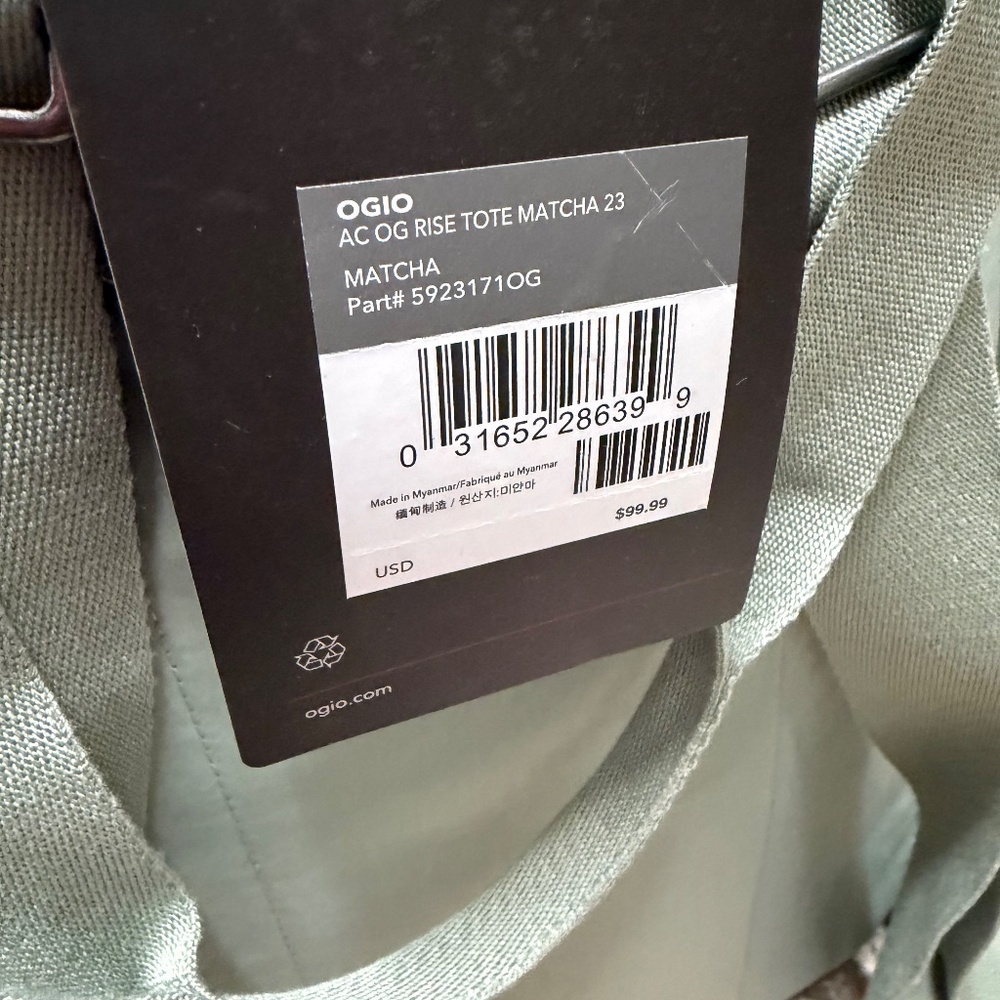 OGIO
AC OG RISE TOTE MATCHA 23
MATCHA
Part# 5923171OG
0 31652 28639 9
Made in Myanmar/Fabriqué au Myanmar
缅甸制造 / 원산지:미얀마
$99.99
USD
ogio.com